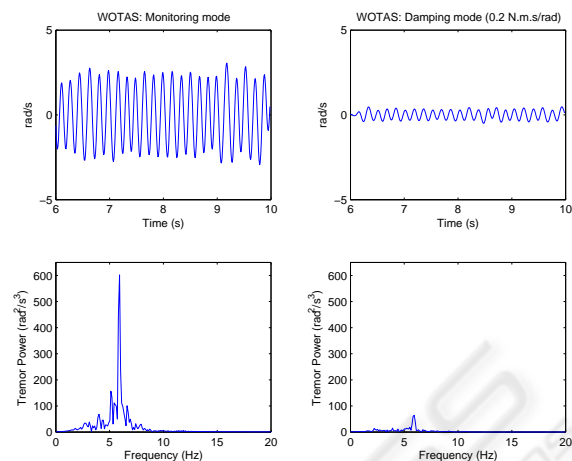 WOTAS: Monitoring mode
5
0
−5
rad/s
6 7 8 9 10
Time (s)
WOTAS: Damping mode (0.2 N.m.s/rad)
5
0
−5
rad/s
6 7 8 9 10
Time (s)
600
500
400
300
200
100
0
Tremor Power (rad²/s³)
0 5 10 15 20
Frequency (Hz)
600
500
400
300
200
100
0
Tremor Power (rad²/s³)
0 5 10 15 20
Frequency (Hz)